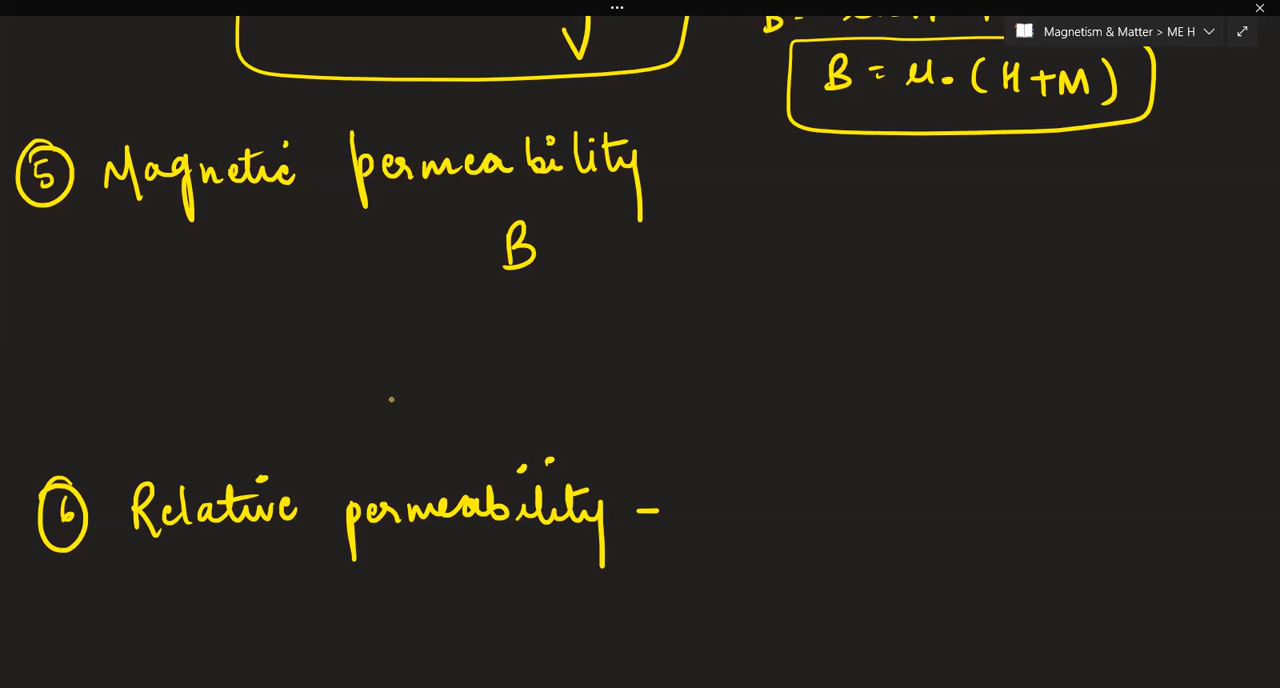 ...
Magnetism & Matter > ME H
B = μ₀ (H+M)
⑤ Magnetic permeability
B
⑥ Relative permeability -